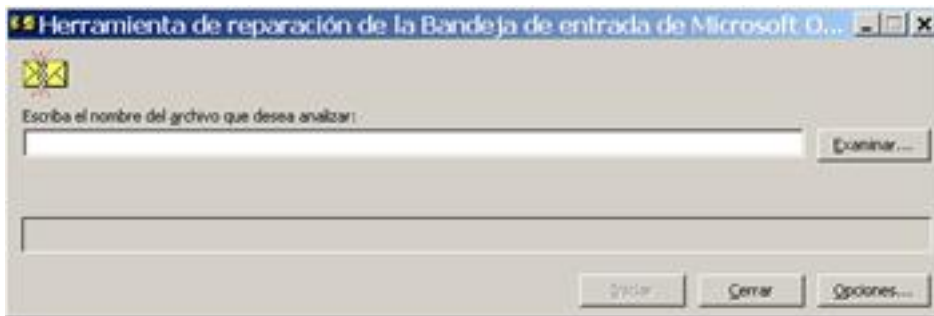 Herramienta de reparación de la Bandeja de entrada de Microsoft O...
Escriba el nombre del archivo que desea analizar:
Examinar...
Iniciar
Cerrar
Opciones...